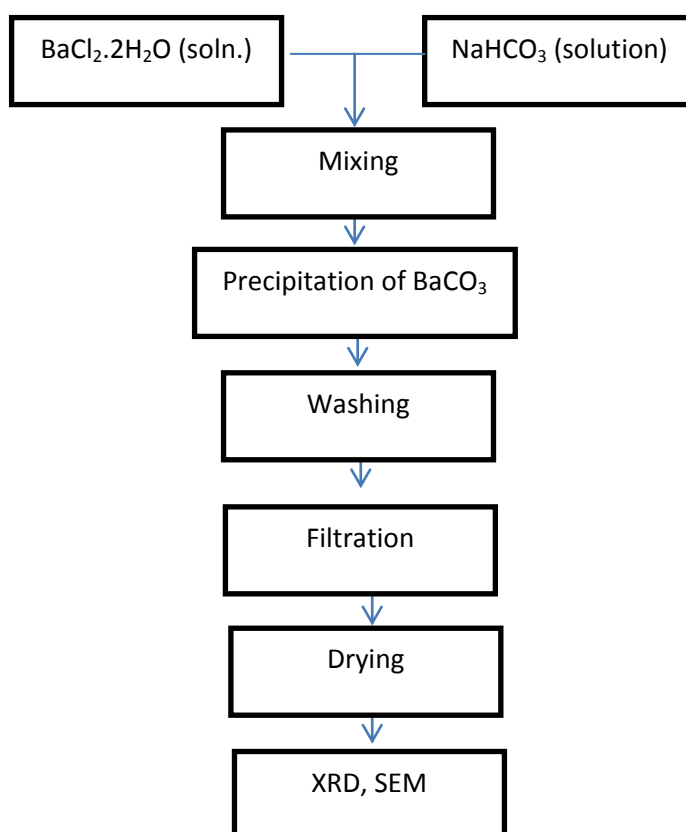 BaCl₂.2H₂O (soln.)
NaHCO₃ (solution)
Mixing
Precipitation of BaCO₃
Washing
Filtration
Drying
XRD, SEM